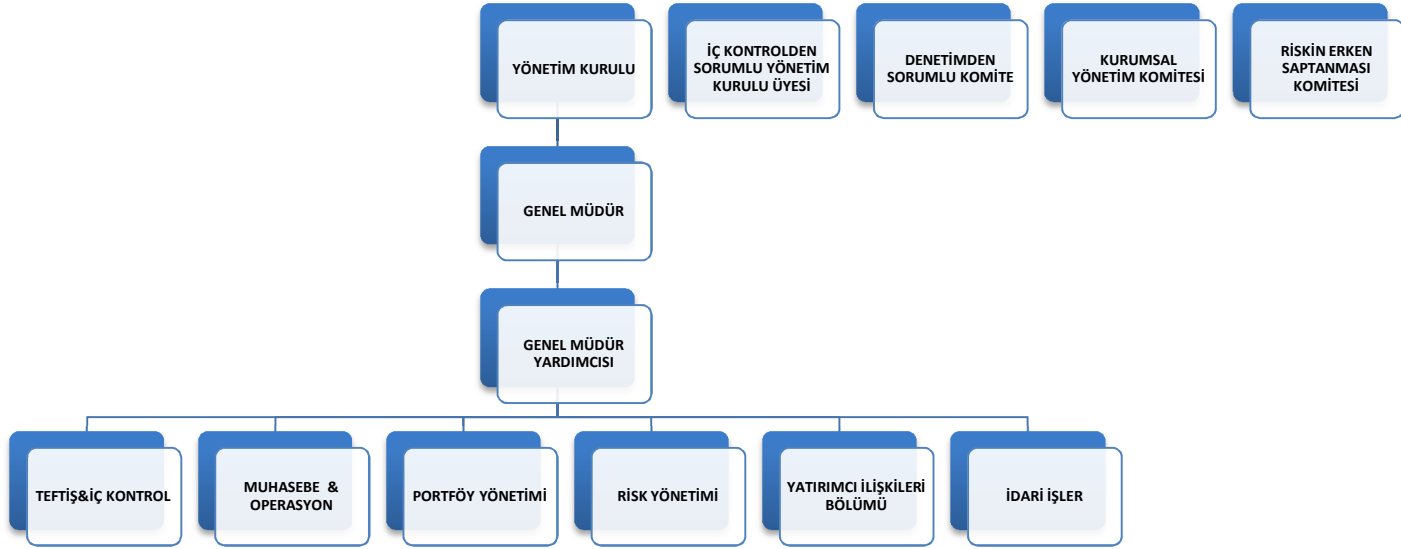 YÖNETİM KURULU
İÇ KONTROLDEN
SORUMLU YÖNETİM
KURULU ÜYESİ
DENETİMDEN
SORUMLU KOMİTE
KURUMSAL
YÖNETİM KOMİTESİ
RİSKİN ERKEN
SAPTANMASI
KOMİTESİ
GENEL MÜDÜR
GENEL MÜDÜR
YARDIMCISI
TEFTİŞ&İÇ KONTROL
MUHASEBE &
OPERASYON
PORTFÖY YÖNETİMİ
RİSK YÖNETİMİ
YATIRIMCI İLİŞKİLERİ
BÖLÜMÜ
İDARİ İŞLER